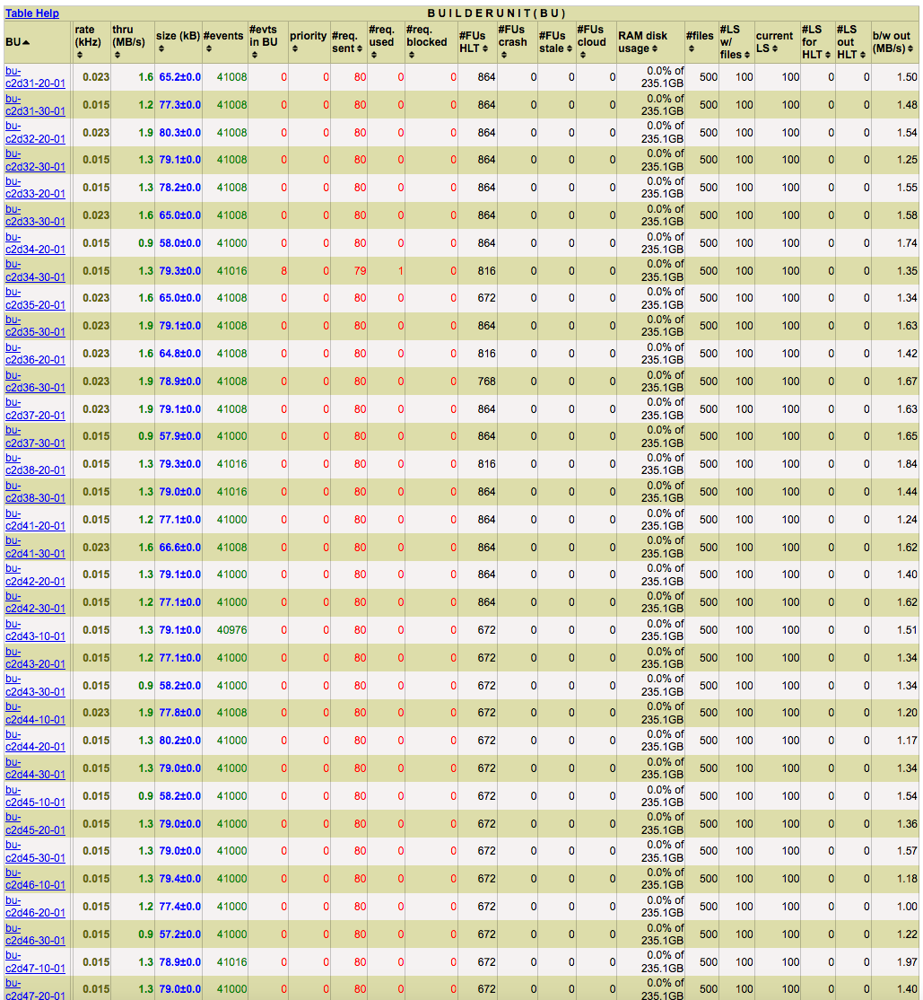 Table Help B U I L D E R U N I T ( B U )
BU rate (kHz) thru (MB/s) size (kB) #events #evts in BU priority #req. sent #req. used #req. blocked #FUs HLT #FUs crash #FUs stale #FUs cloud RAM disk usage #files #LS w/ files current LS #LS for HLT #LS out HLT b/w out (MB/s)
bu-c2d31-20-01 0.023 1.6 65.2±0.0 41008 0 0 80 0 0 864 0 0 0 0.0% of 235.1GB 500 100 100 0 0 1.50
bu-c2d31-30-01 0.015 1.2 77.3±0.0 41008 0 0 80 0 0 864 0 0 0 0.0% of 235.1GB 500 100 100 0 0 1.48
bu-c2d32-20-01 0.023 1.9 80.3±0.0 41008 0 0 80 0 0 864 0 0 0 0.0% of 235.1GB 500 100 100 0 0 1.54
bu-c2d32-30-01 0.015 1.3 79.1±0.0 41008 0 0 80 0 0 864 0 0 0 0.0% of 235.1GB 500 100 100 0 0 1.25
bu-c2d33-20-01 0.015 1.3 78.2±0.0 41008 0 0 80 0 0 864 0 0 0 0.0% of 235.1GB 500 100 100 0 0 1.55
bu-c2d33-30-01 0.023 1.6 65.0±0.0 41008 0 0 80 0 0 864 0 0 0 0.0% of 235.1GB 500 100 100 0 0 1.58
bu-c2d34-20-01 0.015 0.9 58.0±0.0 41000 0 0 80 0 0 864 0 0 0 0.0% of 235.1GB 500 100 100 0 0 1.74
bu-c2d34-30-01 0.015 1.3 79.3±0.0 41016 8 0 79 1 0 816 0 0 0 0.0% of 235.1GB 500 100 100 0 0 1.35
bu-c2d35-20-01 0.023 1.6 65.0±0.0 41008 0 0 80 0 0 672 0 0 0 0.0% of 235.1GB 500 100 100 0 0 1.34
bu-c2d35-30-01 0.023 1.9 79.1±0.0 41008 0 0 80 0 0 864 0 0 0 0.0% of 235.1GB 500 100 100 0 0 1.63
bu-c2d36-20-01 0.023 1.6 64.8±0.0 41008 0 0 80 0 0 816 0 0 0 0.0% of 235.1GB 500 100 100 0 0 1.42
bu-c2d36-30-01 0.023 1.9 78.9±0.0 41008 0 0 80 0 0 768 0 0 0 0.0% of 235.1GB 500 100 100 0 0 1.67
bu-c2d37-20-01 0.023 1.9 79.1±0.0 41008 0 0 80 0 0 864 0 0 0 0.0% of 235.1GB 500 100 100 0 0 1.63
bu-c2d37-30-01 0.015 0.9 57.9±0.0 41000 0 0 80 0 0 864 0 0 0 0.0% of 235.1GB 500 100 100 0 0 1.65
bu-c2d38-20-01 0.015 1.3 79.3±0.0 41016 0 0 80 0 0 816 0 0 0 0.0% of 235.1GB 500 100 100 0 0 1.84
bu-c2d38-30-01 0.015 1.3 79.0±0.0 41016 0 0 80 0 0 864 0 0 0 0.0% of 235.1GB 500 100 100 0 0 1.44
bu-c2d41-20-01 0.015 1.2 77.1±0.0 41000 0 0 80 0 0 864 0 0 0 0.0% of 235.1GB 500 100 100 0 0 1.24
bu-c2d41-30-01 0.023 1.6 66.6±0.0 41008 0 0 80 0 0 864 0 0 0 0.0% of 235.1GB 500 100 100 0 0 1.62
bu-c2d42-20-01 0.015 1.3 79.1±0.0 41000 0 0 80 0 0 864 0 0 0 0.0% of 235.1GB 500 100 100 0 0 1.40
bu-c2d42-30-01 0.015 1.2 77.1±0.0 41000 0 0 80 0 0 864 0 0 0 0.0% of 235.1GB 500 100 100 0 0 1.62
bu-c2d43-10-01 0.015 1.3 79.1±0.0 40976 0 0 80 0 0 672 0 0 0 0.0% of 235.1GB 500 100 100 0 0 1.51
bu-c2d43-20-01 0.015 1.2 77.1±0.0 41000 0 0 80 0 0 672 0 0 0 0.0% of 235.1GB 500 100 100 0 0 1.34
bu-c2d43-30-01 0.015 0.9 58.2±0.0 41000 0 0 80 0 0 672 0 0 0 0.0% of 235.1GB 500 100 100 0 0 1.34
bu-c2d44-10-01 0.023 1.9 77.8±0.0 41008 0 0 80 0 0 672 0 0 0 0.0% of 235.1GB 500 100 100 0 0 1.20
bu-c2d44-20-01 0.015 1.3 80.2±0.0 41000 0 0 80 0 0 672 0 0 0 0.0% of 235.1GB 500 100 100 0 0 1.17
bu-c2d44-30-01 0.015 1.3 79.0±0.0 41000 0 0 80 0 0 672 0 0 0 0.0% of 235.1GB 500 100 100 0 0 1.34
bu-c2d45-10-01 0.015 0.9 58.2±0.0 41000 0 0 80 0 0 672 0 0 0 0.0% of 235.1GB 500 100 100 0 0 1.54
bu-c2d45-20-01 0.015 1.3 79.0±0.0 41000 0 0 80 0 0 672 0 0 0 0.0% of 235.1GB 500 100 100 0 0 1.36
bu-c2d45-30-01 0.015 1.3 79.0±0.0 41000 0 0 80 0 0 672 0 0 0 0.0% of 235.1GB 500 100 100 0 0 1.57
bu-c2d46-10-01 0.015 1.3 79.4±0.0 41000 0 0 80 0 0 672 0 0 0 0.0% of 235.1GB 500 100 100 0 0 1.18
bu-c2d46-20-01 0.015 1.2 77.4±0.0 41000 0 0 80 0 0 672 0 0 0 0.0% of 235.1GB 500 100 100 0 0 1.00
bu-c2d46-30-01 0.015 0.9 57.2±0.0 41000 0 0 80 0 0 672 0 0 0 0.0% of 235.1GB 500 100 100 0 0 1.22
bu-c2d47-10-01 0.015 1.3 78.9±0.0 41016 0 0 80 0 0 672 0 0 0 0.0% of 235.1GB 500 100 100 0 0 1.97
bu-c2d47-20-01 0.015 1.3 79.0±0.0 41000 0 0 80 0 0 672 0 0 0 0.0% of 235.1GB 500 100 100 0 0 1.40